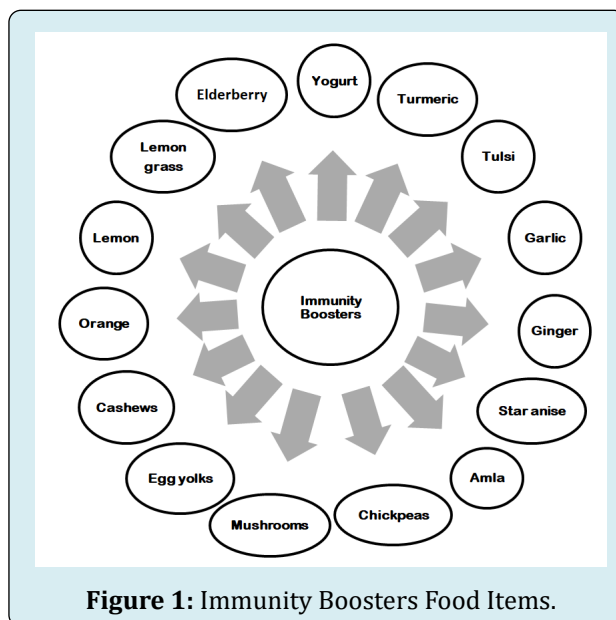 Yogurt
Turmeric
Tulsi
Garlic
Ginger
Star anise
Amla
Chickpeas
Mushrooms
Egg yolks
Cashews
Orange
Lemon
Lemon
grass
Elderberry
Immunity
Boosters
Figure 1: Immunity Boosters Food Items.